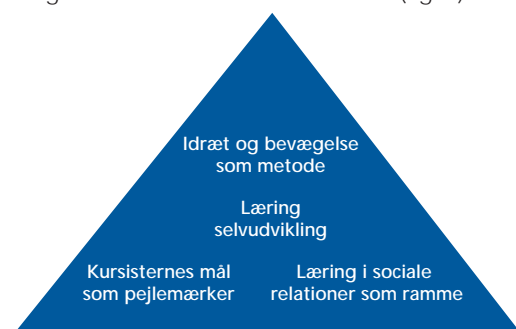 Idræt og bevægelse
som metode
Læring
selvudvikling
Kursisternes mål
som pejlemærker
Læring i sociale
relationer som ramme